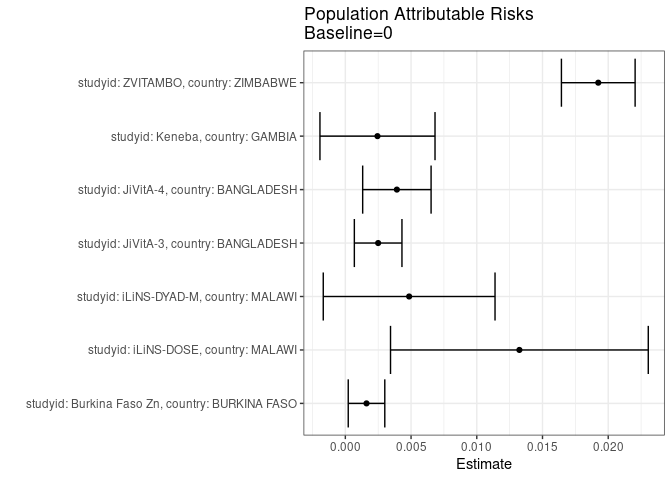 Population Attributable Risks
Baseline=0
studyid: ZVITAMBO, country: ZIMBABWE
studyid: Keneba, country: GAMBIA
studyid: JiVitA-4, country: BANGLADESH
studyid: JiVitA-3, country: BANGLADESH
studyid: iLiNS-DYAD-M, country: MALAWI
studyid: iLiNS-DOSE, country: MALAWI
studyid: Burkina Faso Zn, country: BURKINA FASO
0.000 0.005 0.010 0.015 0.020
Estimate